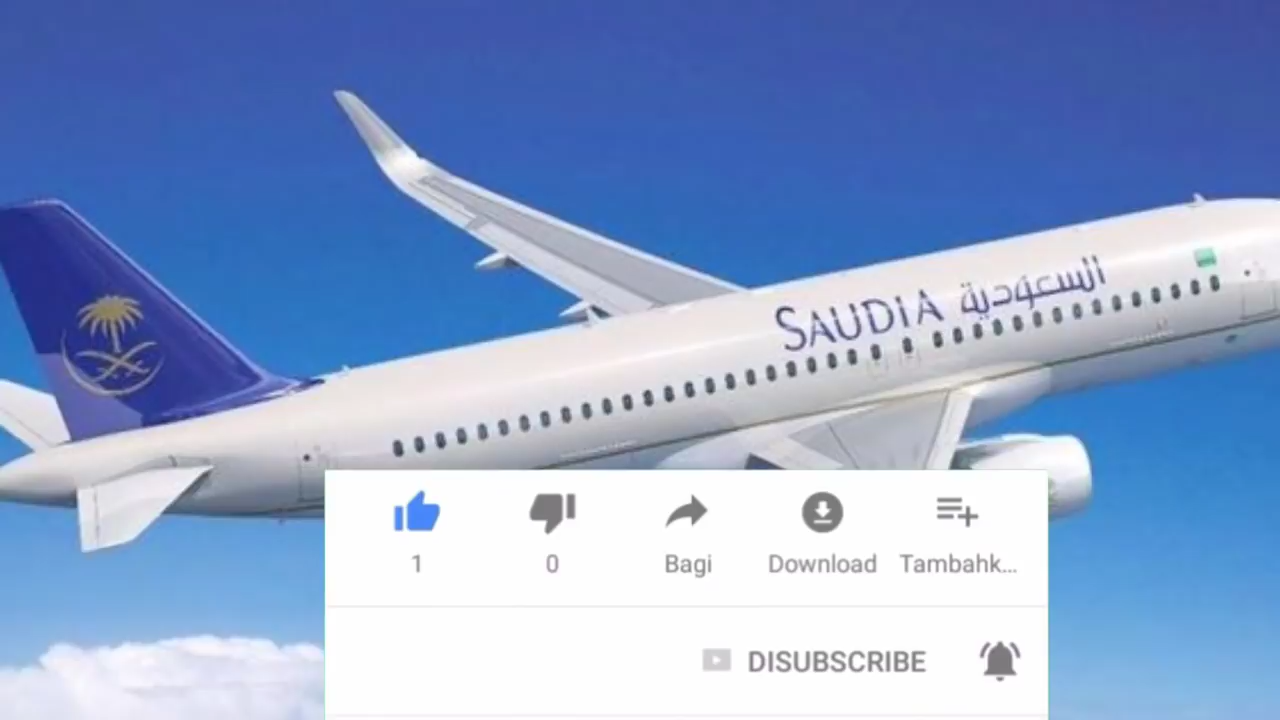 SAUDIA السعودية
1
0
Bagi
Download
Tambahk...
DISUBSCRIBE